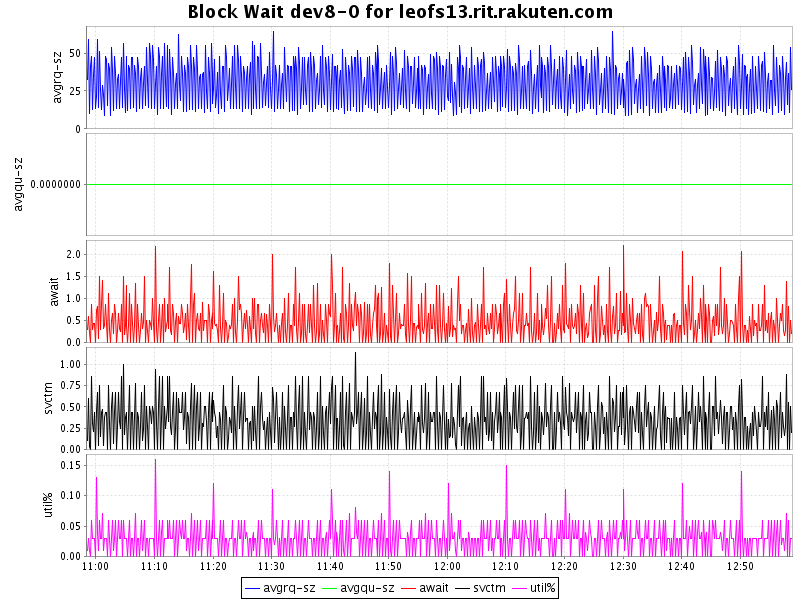 Block Wait dev8-0 for leofs13.rit.rakuten.com
avgrq-sz
50
25
0
avgqu-sz
0.0000000
await
2.0
1.5
1.0
0.5
0.0
svctm
1.00
0.75
0.50
0.25
0.00
util%
0.15
0.10
0.05
0.00
11:00 11:10 11:20 11:30 11:40 11:50 12:00 12:10 12:20 12:30 12:40 12:50
avgrq-sz avgqu-sz await svctm util%